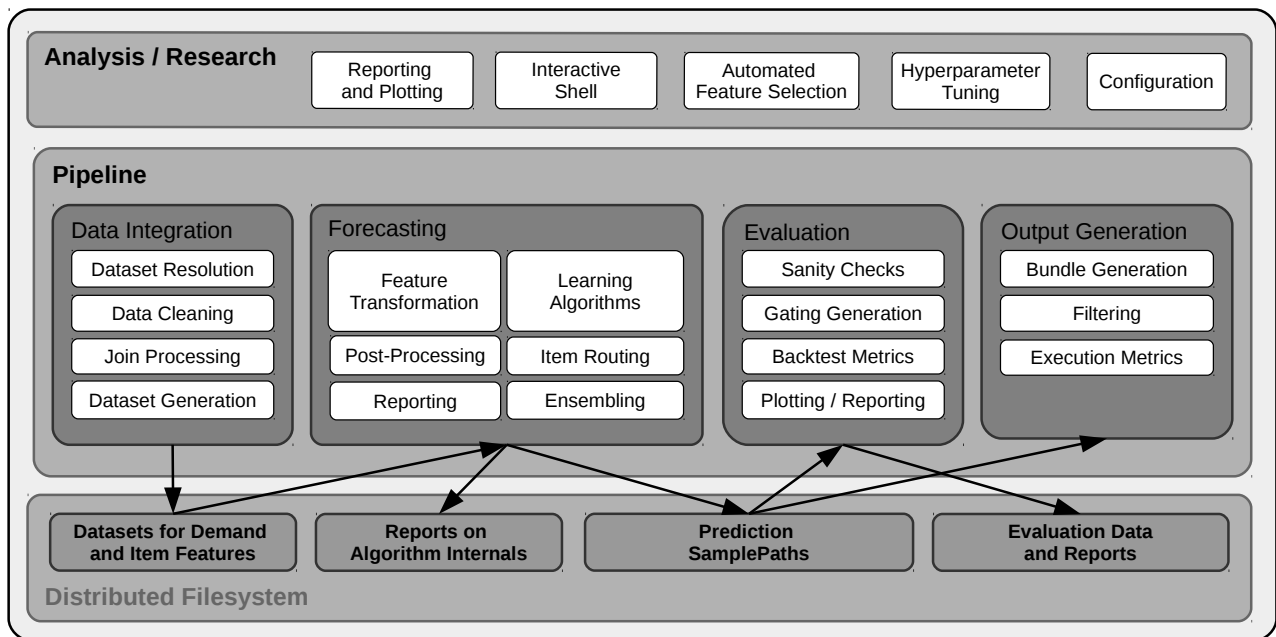 Analysis / Research
Reporting
and Plotting
Interactive
Shell
Automated
Feature Selection
Hyperparameter
Tuning
Configuration
Pipeline
Data Integration
Dataset Resolution
Data Cleaning
Join Processing
Dataset Generation
Forecasting
Feature
Transformation
Learning
Algorithms
Post-Processing
Item Routing
Reporting
Ensembling
Evaluation
Sanity Checks
Gating Generation
Backtest Metrics
Plotting / Reporting
Output Generation
Bundle Generation
Filtering
Execution Metrics
Datasets for Demand
and Item Features
Reports on
Algorithm Internals
Prediction
SamplePaths
Evaluation Data
and Reports
Distributed Filesystem